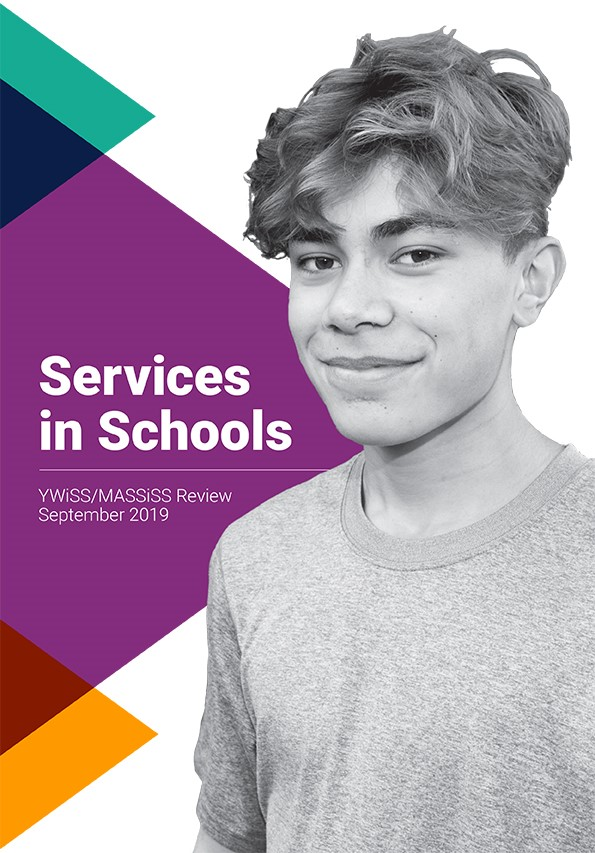 Services
in Schools
YWiSS/MASSiSS Review
September 2019